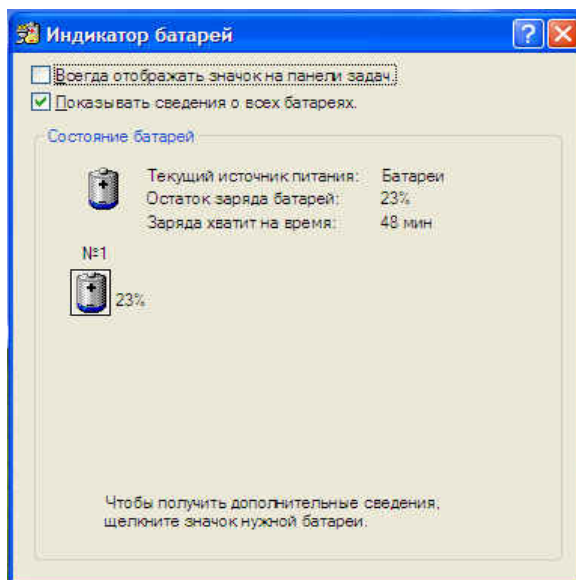 Индикатор батарей
Всегда отображать значок на панели задач.
Показывать сведения о всех батареях.
Состояние батарей
Текущий источник питания: Батареи
Остаток заряда батарей: 23%
Заряда хватит на время: 48 мин
№1
23%
Чтобы получить дополнительные сведения,
щелкните значок нужной батареи.